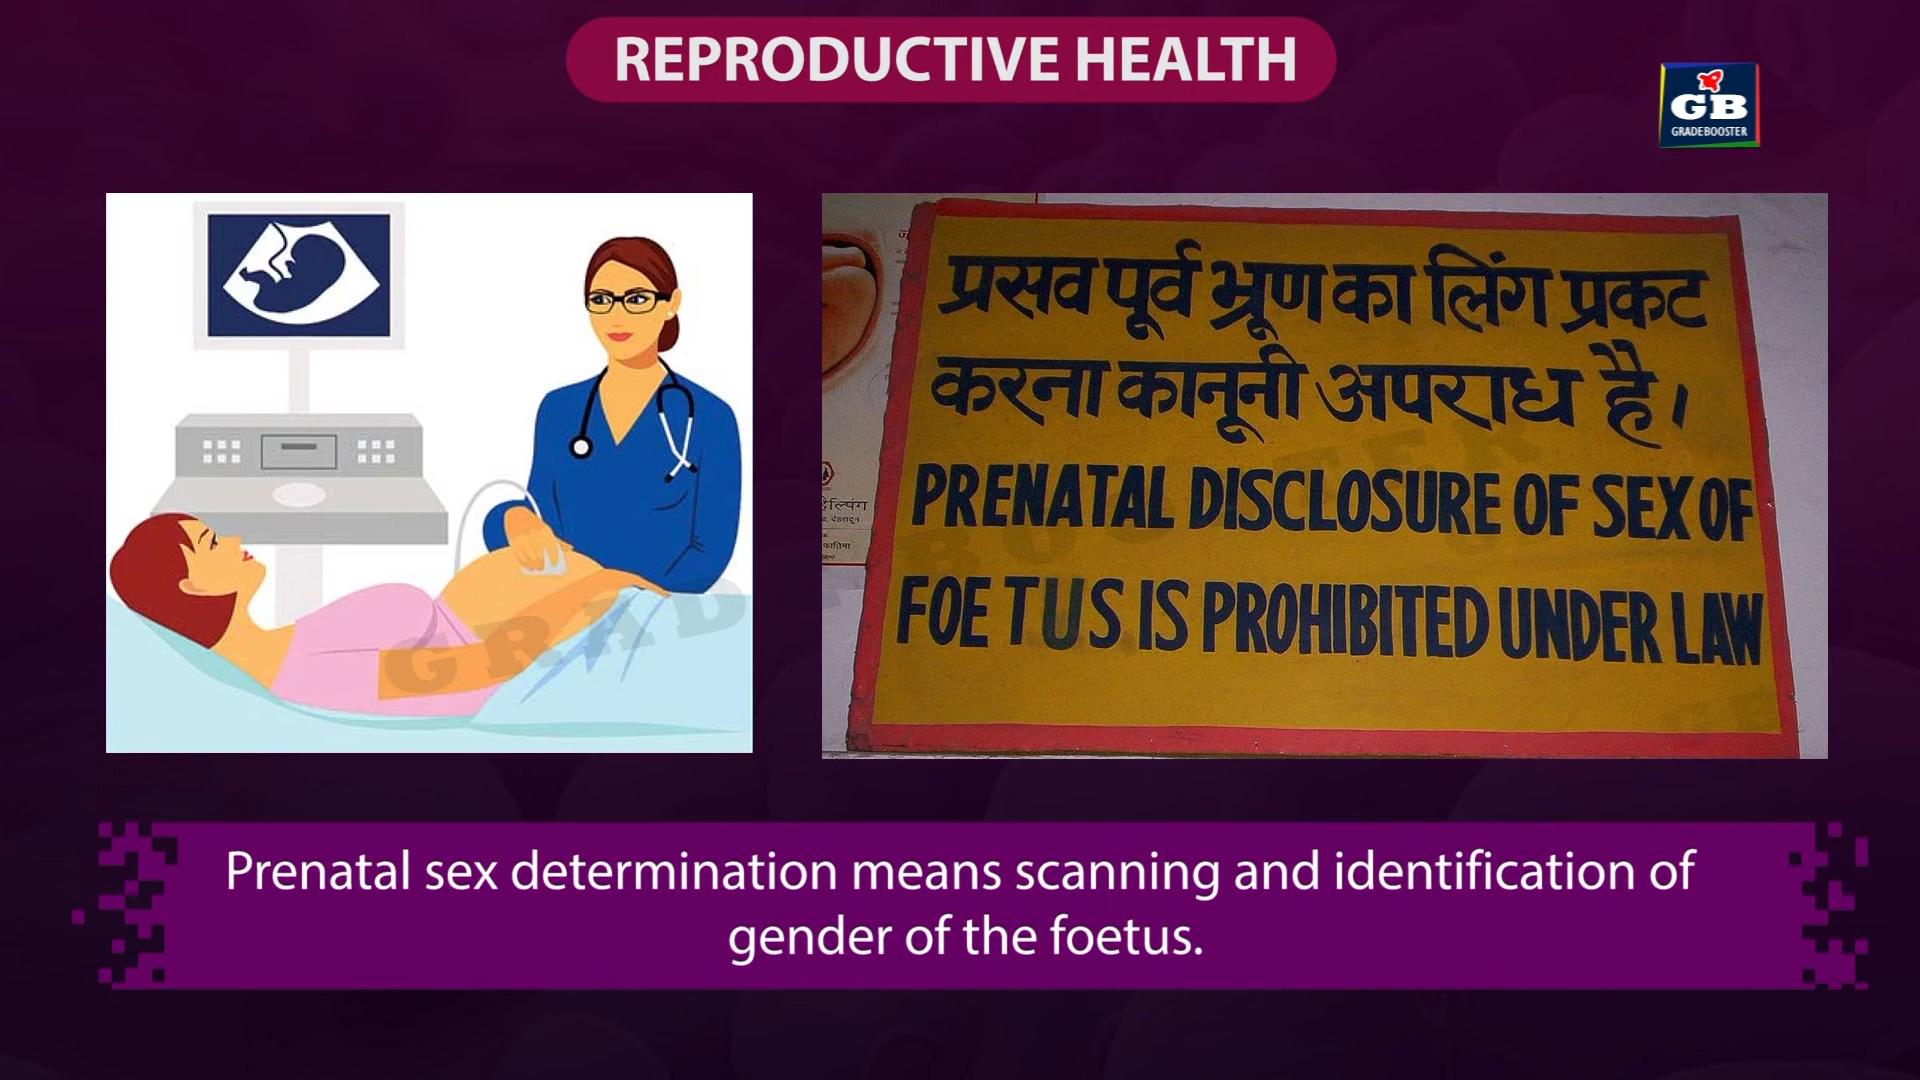 REPRODUCTIVE HEALTH
GB
GRADEBOOSTER
प्रसव पूर्व भ्रूण का लिंग प्रकट
करना कानूनी अपराध है।
PRENATAL DISCLOSURE OF SEX OF
FOETUS IS PROHIBITED UNDER LAW
Prenatal sex determination means scanning and identification of
gender of the foetus.